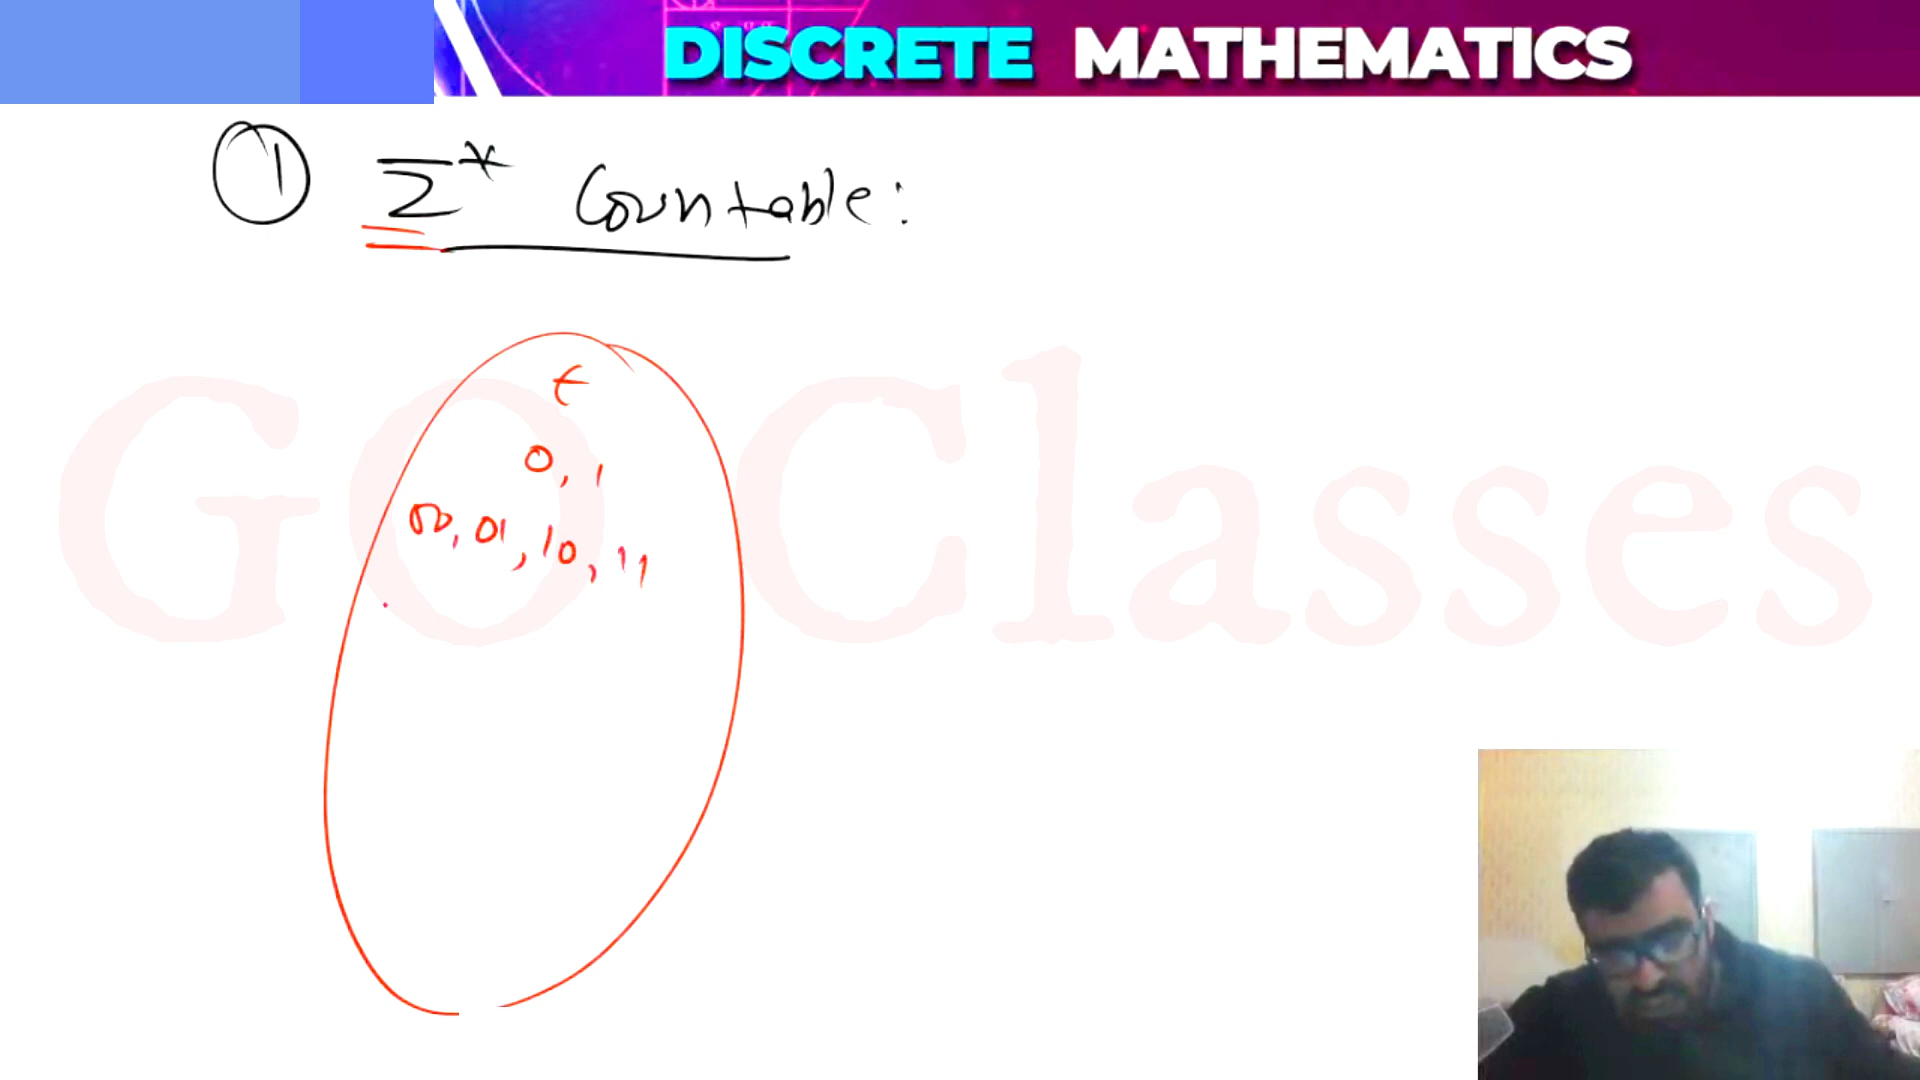 DISCRETE MATHEMATICS
① Σ* Countable:
ϵ
0, 1
00, 01, 10, 11
GO Classes